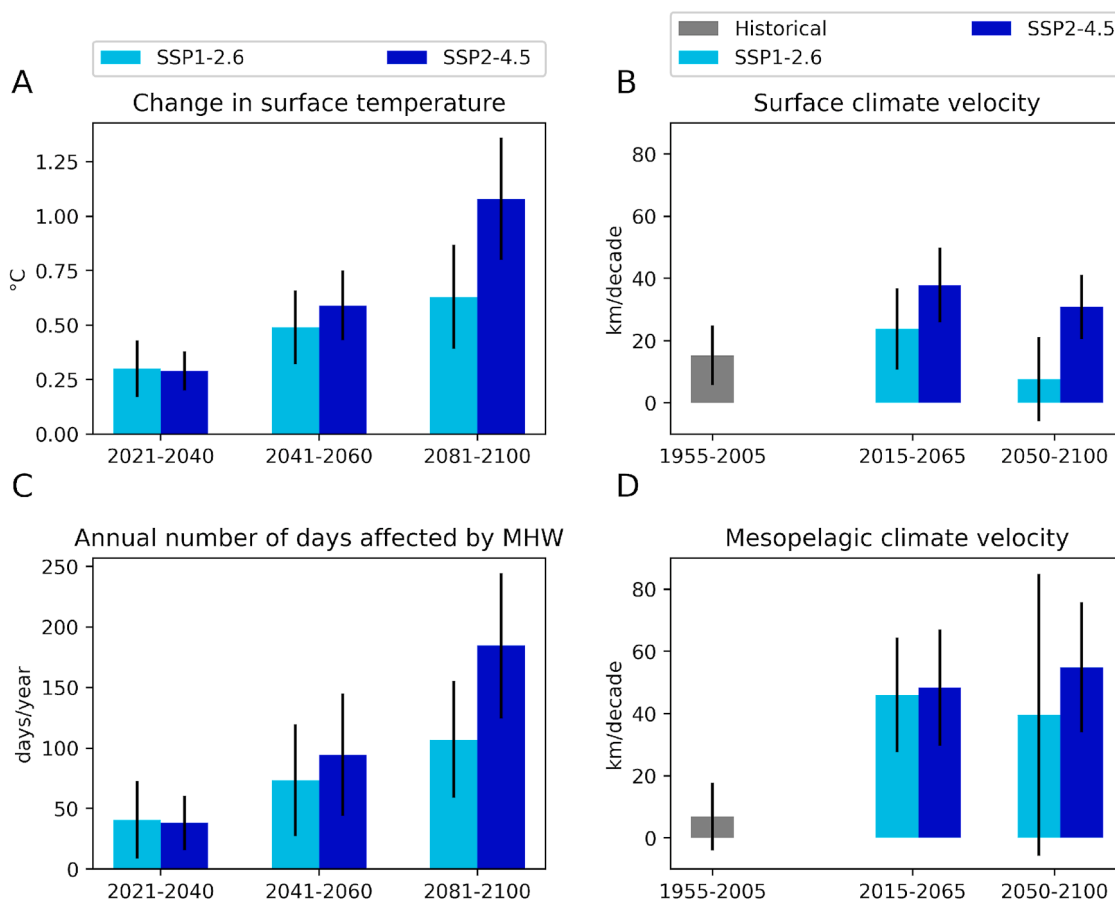 SSP1-2.6 SSP2-4.5
A
Change in surface temperature
1.25
1.00
0.75
0.50
0.25
0.00
°C
2021-2040 2041-2060 2081-2100
Historical SSP2-4.5
SSP1-2.6
B
Surface climate velocity
80
60
40
20
0
km/decade
1955-2005 2015-2065 2050-2100
C
Annual number of days affected by MHW
250
200
150
100
50
0
days/year
2021-2040 2041-2060 2081-2100
D
Mesopelagic climate velocity
80
60
40
20
0
km/decade
1955-2005 2015-2065 2050-2100